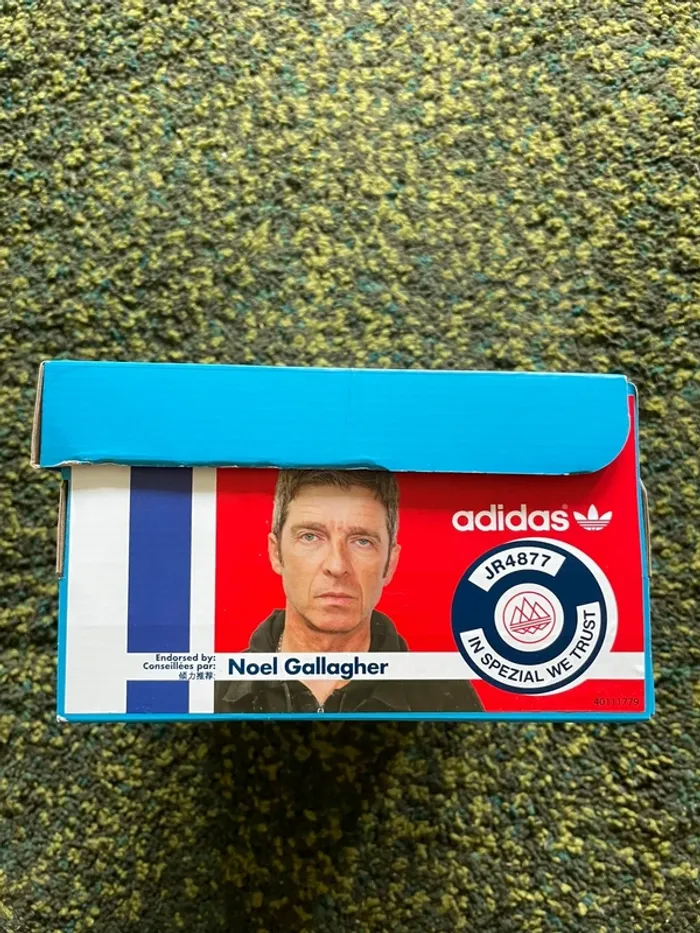 adidas
JR4877
IN SPEZIAL WE TRUST
Endorsed by:
Conseillées par:
倾力推荐:
Noel Gallagher
40111779